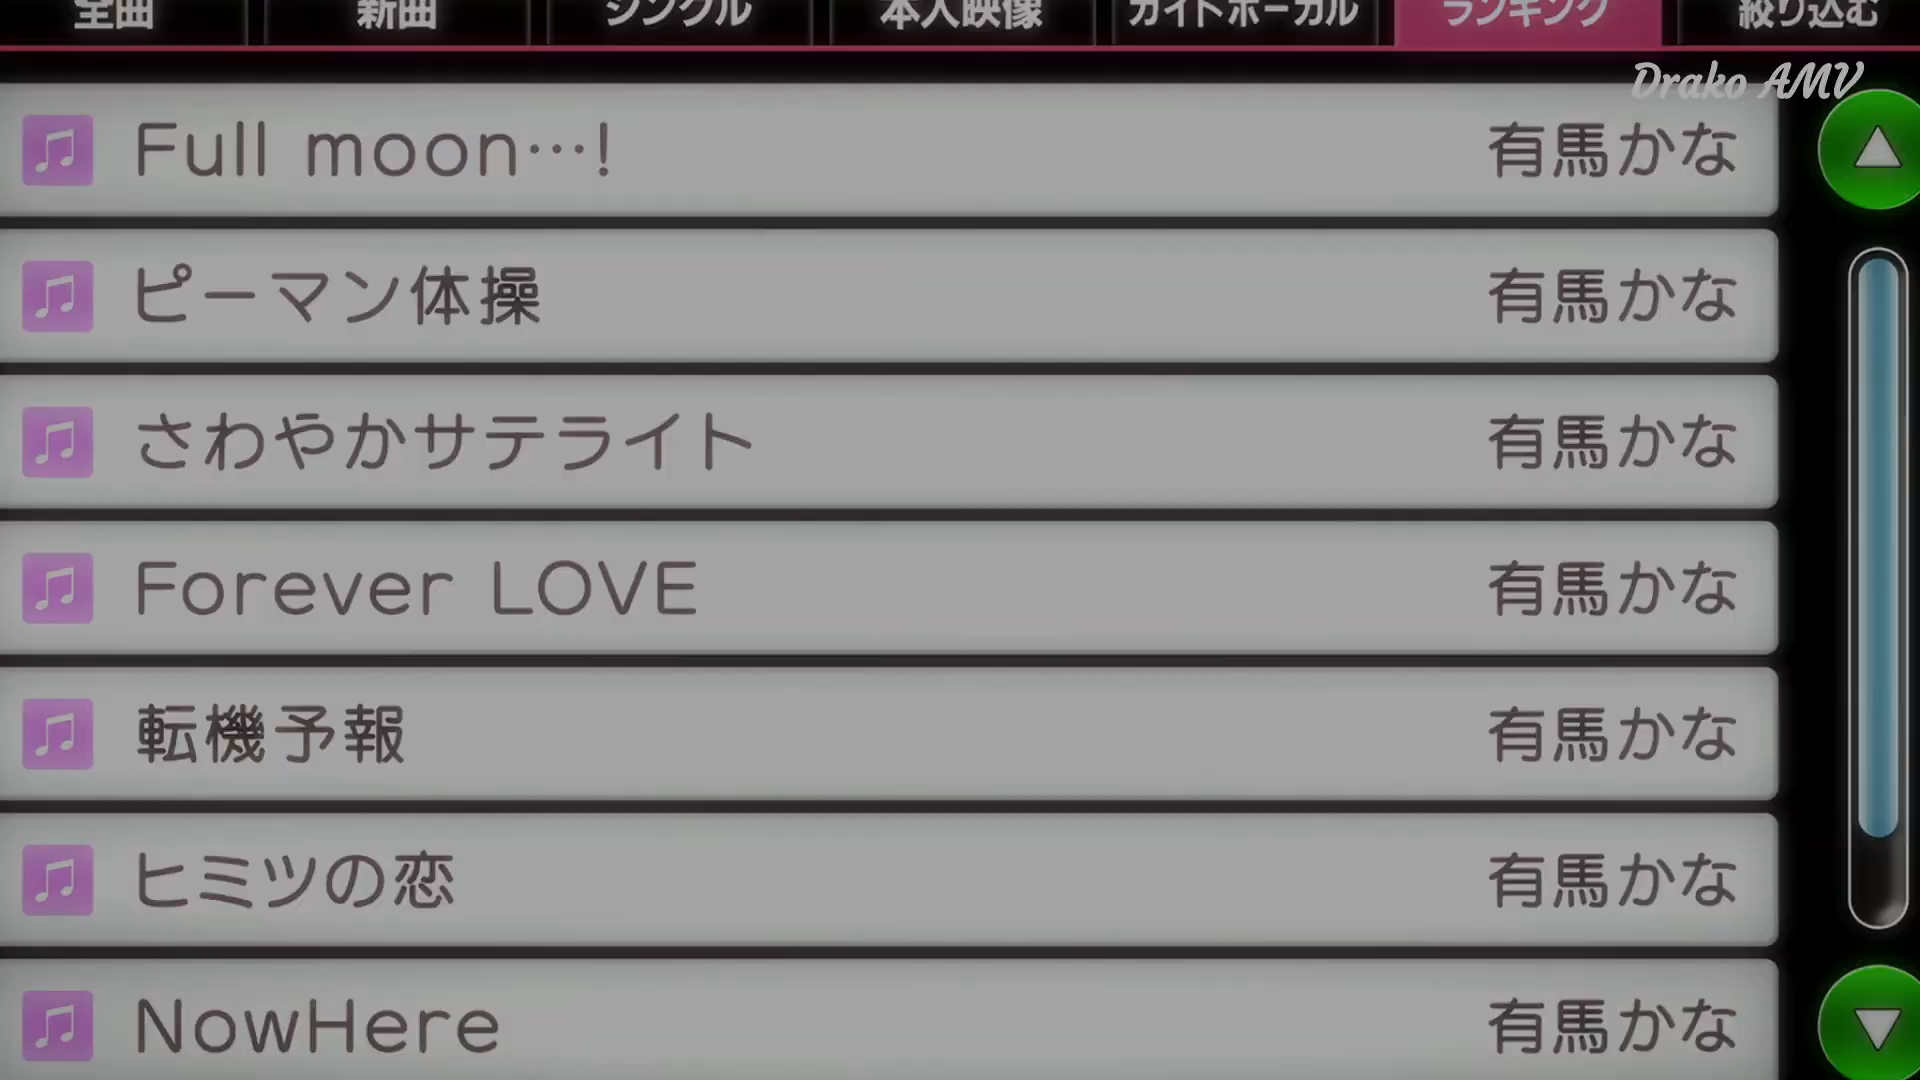 全曲 新曲 シングル 本人映像 ガイドボーカル ランキング 絞り込む
Drako AMV
Full moon…! 有馬かな
ピーマン体操 有馬かな
さわやかサテライト 有馬かな
Forever LOVE 有馬かな
転機予報 有馬かな
ヒミツの恋 有馬かな
NowHere 有馬かな